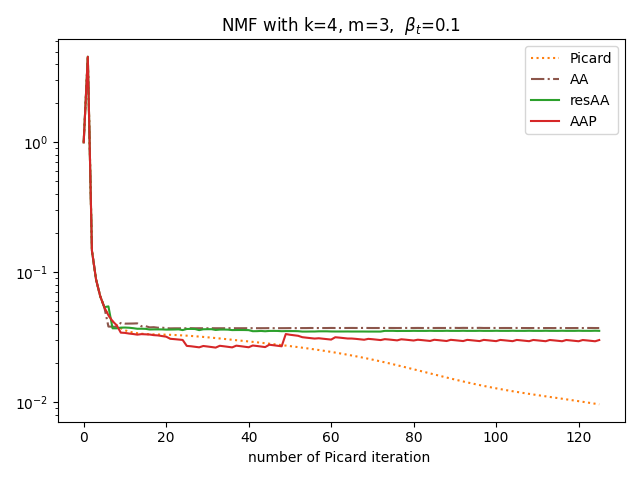 NMF with k=4, m=3, βt=0.1
Picard
AA
resAA
AAP
10^0
10^-1
10^-2
0 20 40 60 80 100 120
number of Picard iteration